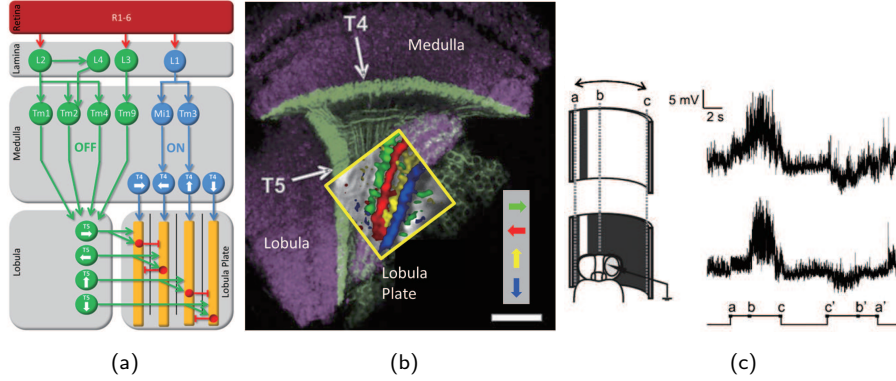 Retina
R1-6
Lamina
L2
L4
L3
L1
Medulla
Tm1
Tm2
Tm4
Tm9
Mi1
Tm3
OFF
ON
T4
T4
T4
T4
Lobula
T5
T5
T5
T5
Lobula Plate
(a)
T4
Medulla
T5
Lobula
Lobula
Plate
(b)
a
b
c
5 mV
2 s
a
b
c
c'
b'
a'
(c)